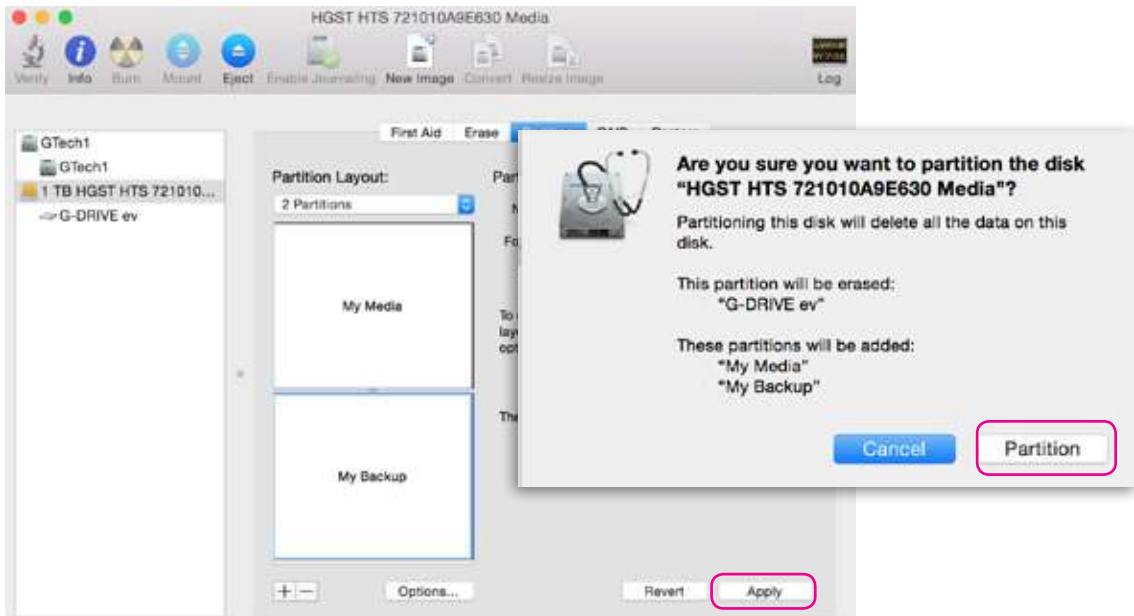 HGST HTS 721010A9E630 Media
Verify Info Burn Mount Eject Enable Journaling New Image Convert Resize Image Log
First Aid Erase
GTech1
GTech1
1 TB HGST HTS 721010...
G-DRIVE ev
Partition Layout:
2 Partitions
My Media
My Backup
+ −
Options...
Revert
Apply
Are you sure you want to partition the disk
“HGST HTS 721010A9E630 Media”?
Partitioning this disk will delete all the data on this
disk.
This partition will be erased:
“G-DRIVE ev”
These partitions will be added:
“My Media”
“My Backup”
Cancel
Partition